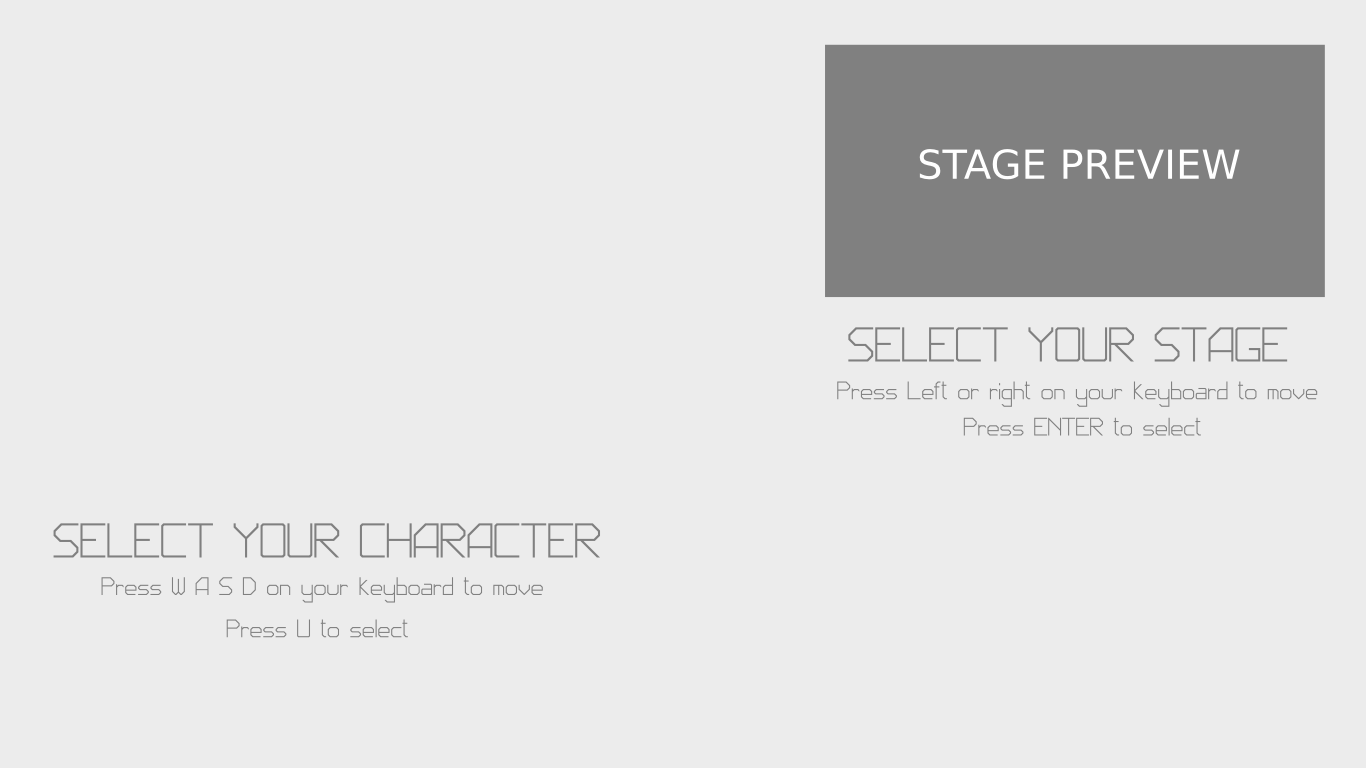 STAGE PREVIEW
SELECT YOUR STAGE
Press Left or right on your Keyboard to move
Press ENTER to select
SELECT YOUR CHARACTER
Press W A S D on your Keyboard to move
Press U to select